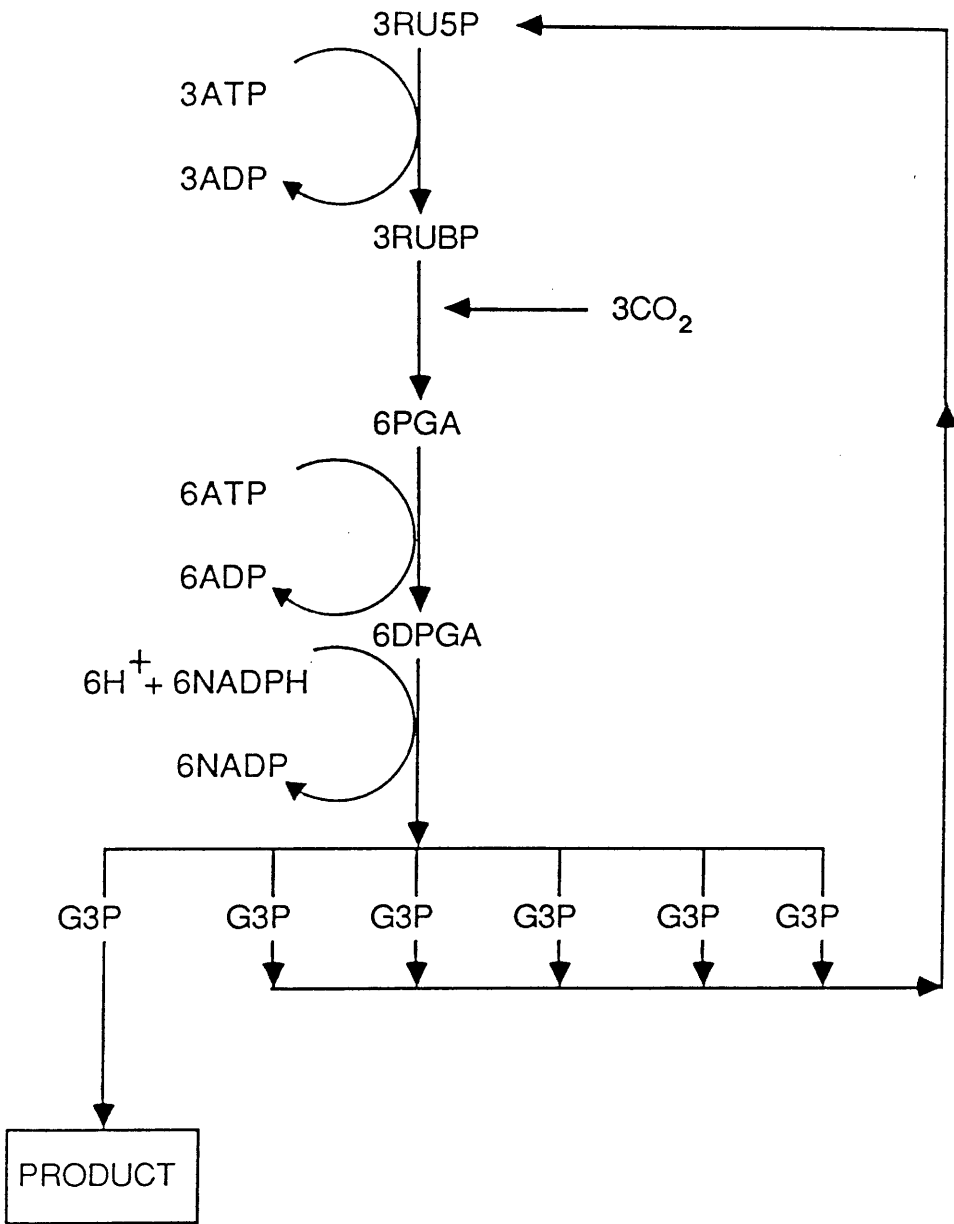 3RU5P
3ATP
3ADP
3RUBP
3CO2
6PGA
6ATP
6ADP
6DPGA
6H+ + 6NADPH
6NADP
G3P G3P G3P G3P G3P G3P
PRODUCT